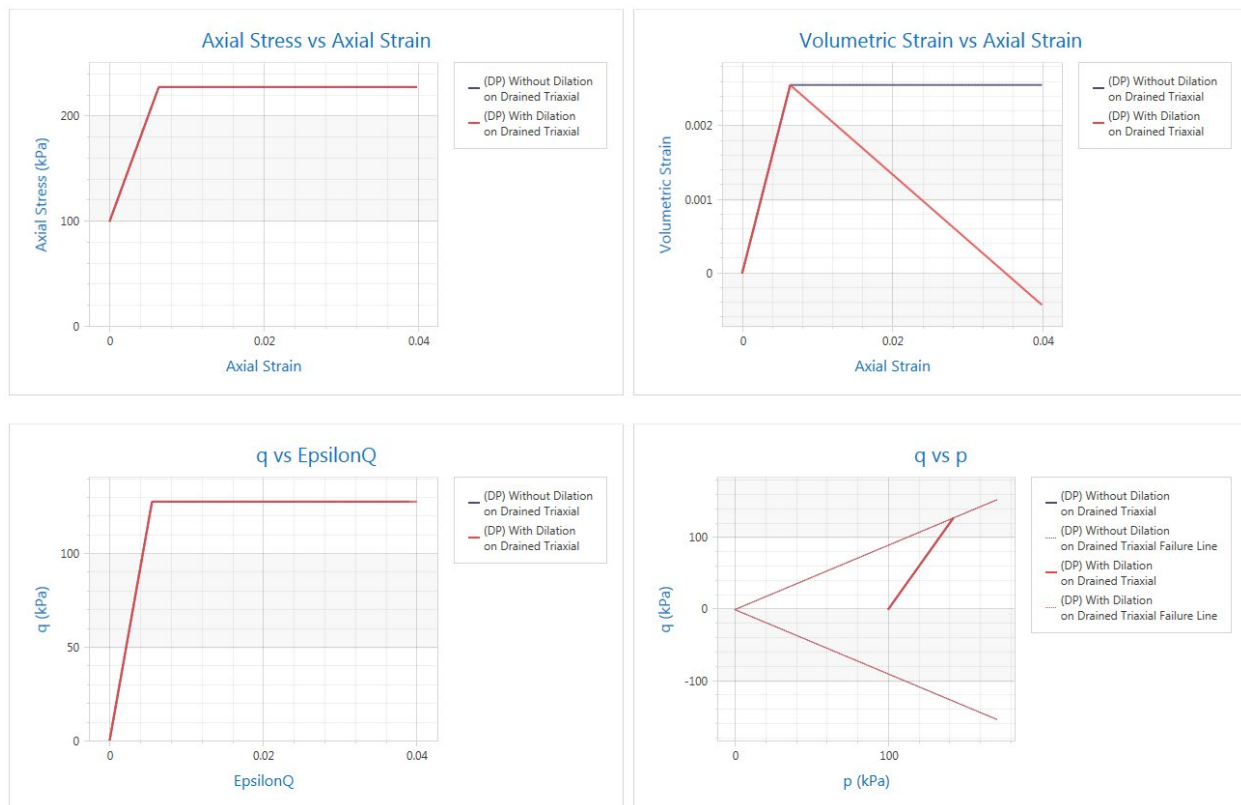 Axial Stress vs Axial Strain
200
100
0
Axial Stress (kPa)
0
0.02
0.04
Axial Strain
(DP) Without Dilation
on Drained Triaxial
(DP) With Dilation
on Drained Triaxial
Volumetric Strain vs Axial Strain
0.002
0.001
0
Volumetric Strain
0
0.02
0.04
Axial Strain
(DP) Without Dilation
on Drained Triaxial
(DP) With Dilation
on Drained Triaxial
q vs EpsilonQ
100
50
0
q (kPa)
0
0.02
0.04
EpsilonQ
(DP) Without Dilation
on Drained Triaxial
(DP) With Dilation
on Drained Triaxial
q vs p
100
0
-100
q (kPa)
0
100
p (kPa)
(DP) Without Dilation
on Drained Triaxial
(DP) Without Dilation
on Drained Triaxial Failure Line
(DP) With Dilation
on Drained Triaxial
(DP) With Dilation
on Drained Triaxial Failure Line